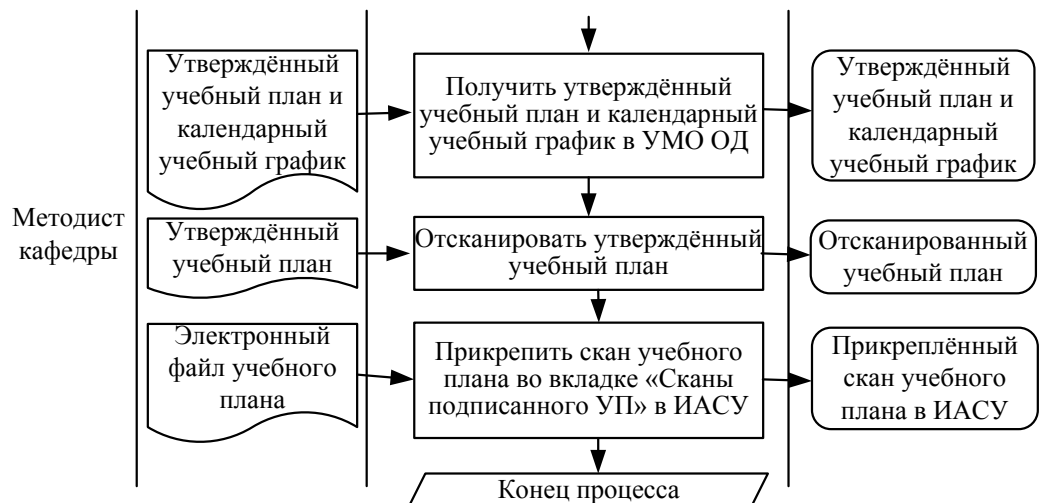 Методист
кафедры
Утверждённый
учебный план и
календарный
учебный график
Получить утверждённый
учебный план и календарный
учебный график в УМО ОД
Утверждённый
учебный план и
календарный
учебный график
Утверждённый
учебный план
Отсканировать утверждённый
учебный план
Отсканированный
учебный план
Электронный
файл учебного
плана
Прикрепить скан учебного
плана во вкладке «Сканы
подписанного УП» в ИАСУ
Прикреплённый
скан учебного
плана в ИАСУ
Конец процесса